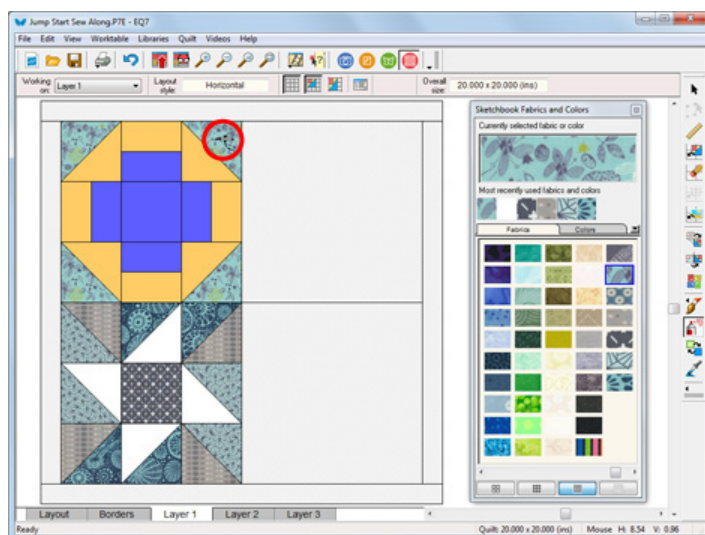 Jump Start Sew Along.P7E - EQ7
File Edit View Worktable Libraries Quilt Videos Help
Working on: Layer 1 Layout style: Horizontal Overall size: 20.000 x 20.000 (ins)
Sketchbook Fabrics and Colors
Currently selected fabric or color
Most recently used fabrics and colors
Fabrics Colors
Layout Borders Layer 1 Layer 2 Layer 3
Ready Quilt: 20.000 x 20.000 (ins) Mouse H: 8.54 V: 0.96